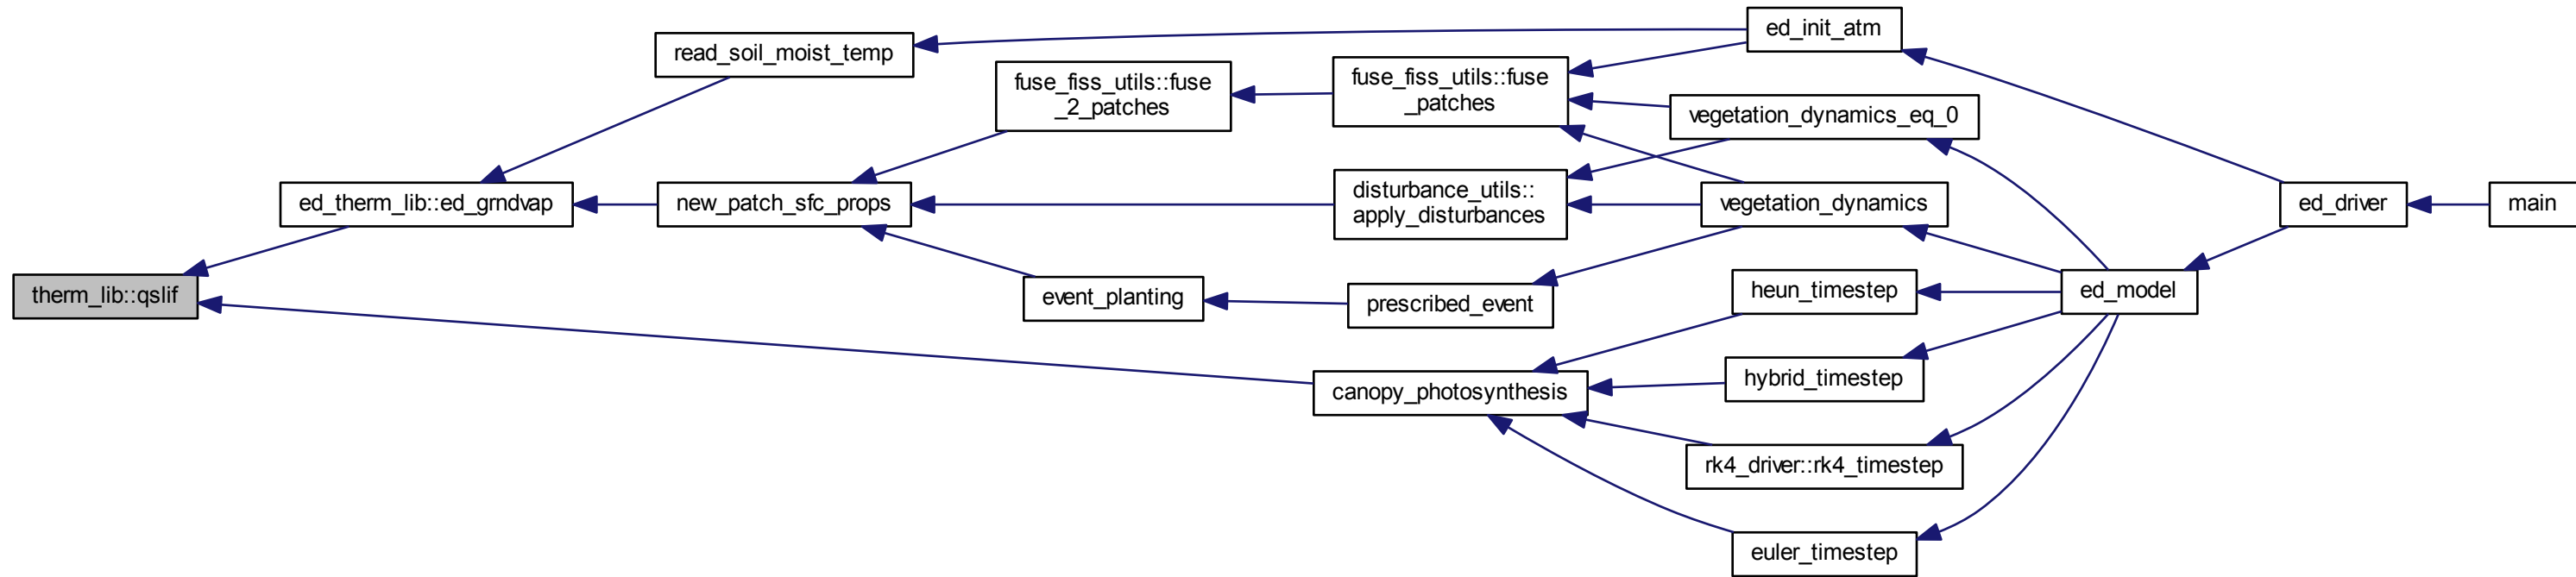 therm_lib::qslif
ed_therm_lib::ed_grndvap
read_soil_moist_temp
new_patch_sfc_props
fuse_fiss_utils::fuse
_2_patches
event_planting
fuse_fiss_utils::fuse
_patches
disturbance_utils::
apply_disturbances
prescribed_event
canopy_photosynthesis
ed_init_atm
vegetation_dynamics_eq_0
vegetation_dynamics
heun_timestep
hybrid_timestep
rk4_driver::rk4_timestep
euler_timestep
ed_model
ed_driver
main